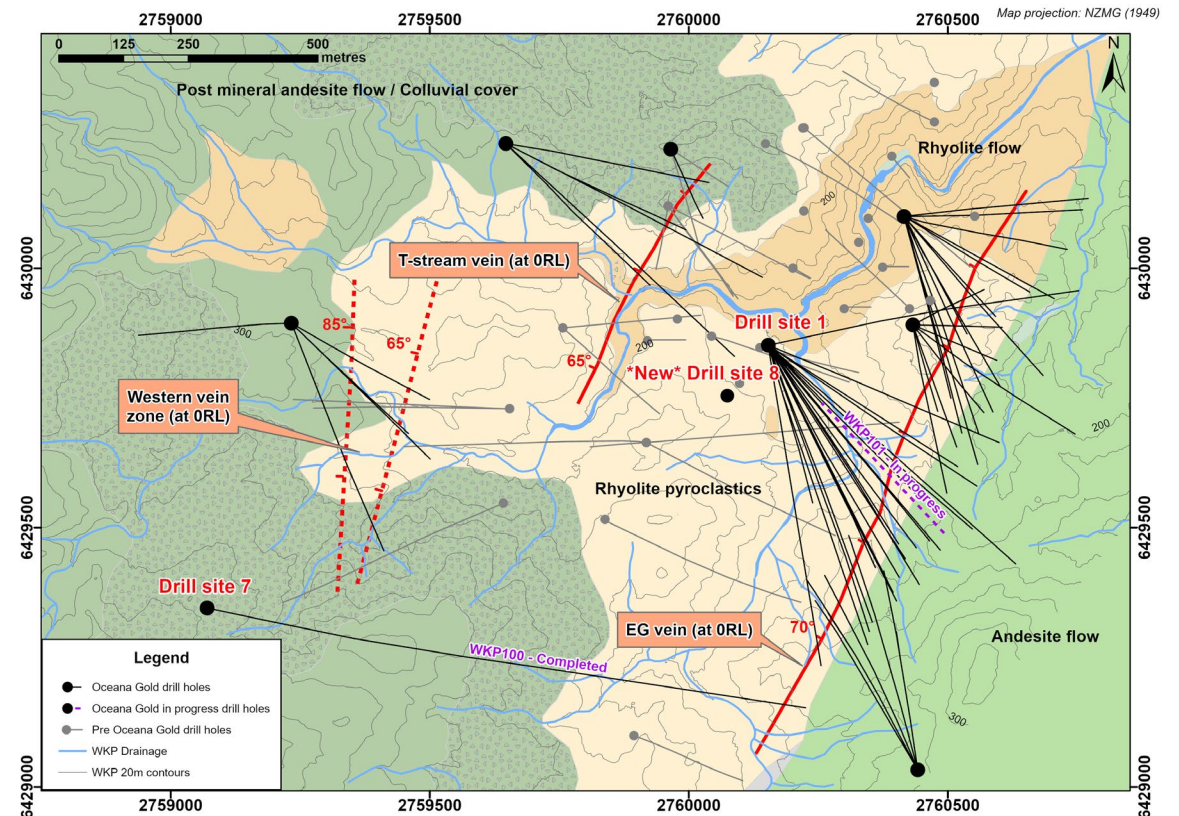 Map projection: NZMG (1949)
2759000
2759500
2760000
2760500
0
125
250
500
metres
N
Post mineral andesite flow / Colluvial cover
Rhyolite flow
200
6430000
6430000
T-stream vein (at 0RL)
85°
65°
300
200
65°
Drill site 1
*New* Drill site 8
Western vein
zone (at 0RL)
WKP101 - In progress
200
Rhyolite pyroclastics
6429500
6429500
Drill site 7
EG vein (at 0RL)
70°
Andesite flow
WKP100 - Completed
300
Legend
Oceana Gold drill holes
Oceana Gold in progress drill holes
Pre Oceana Gold drill holes
WKP Drainage
WKP 20m contours
6429000
6429000
2759000
2759500
2760000
2760500